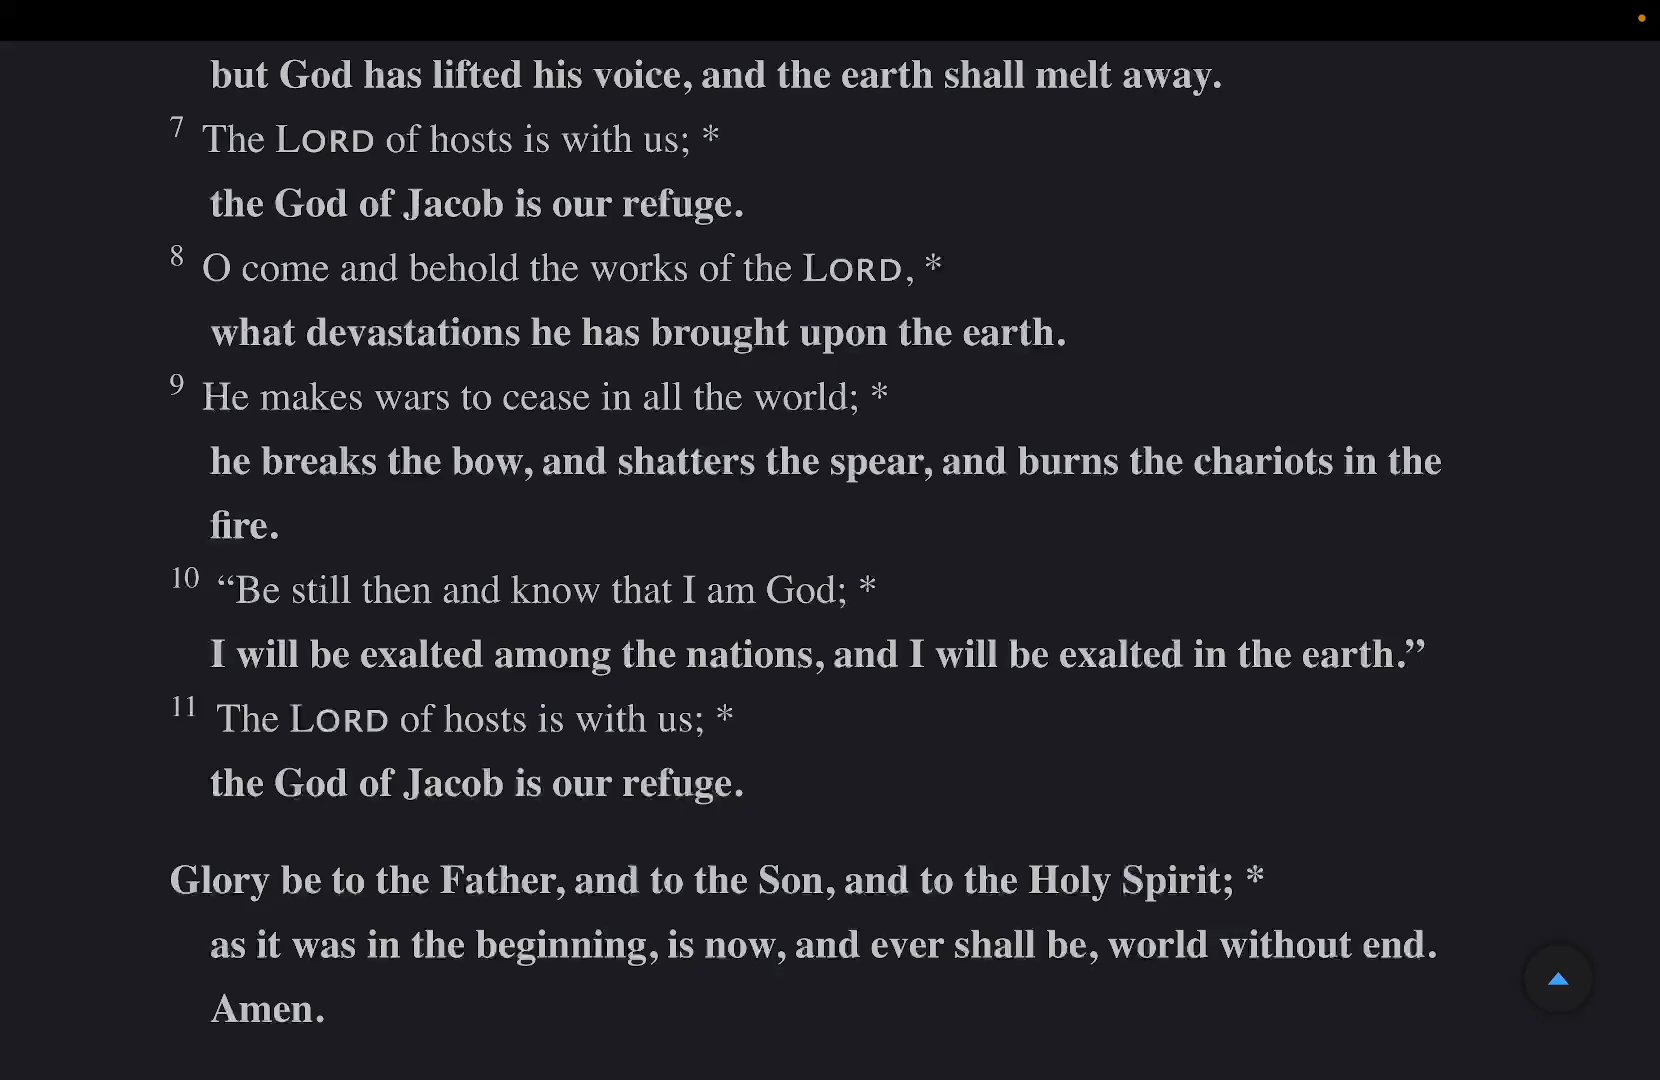 but God has lifted his voice, and the earth shall melt away.
7 The LORD of hosts is with us; *
the God of Jacob is our refuge.
8 O come and behold the works of the LORD, *
what devastations he has brought upon the earth.
9 He makes wars to cease in all the world; *
he breaks the bow, and shatters the spear, and burns the chariots in the
fire.
10 “Be still then and know that I am God; *
I will be exalted among the nations, and I will be exalted in the earth.”
11 The LORD of hosts is with us; *
the God of Jacob is our refuge.
Glory be to the Father, and to the Son, and to the Holy Spirit; *
as it was in the beginning, is now, and ever shall be, world without end.
Amen.